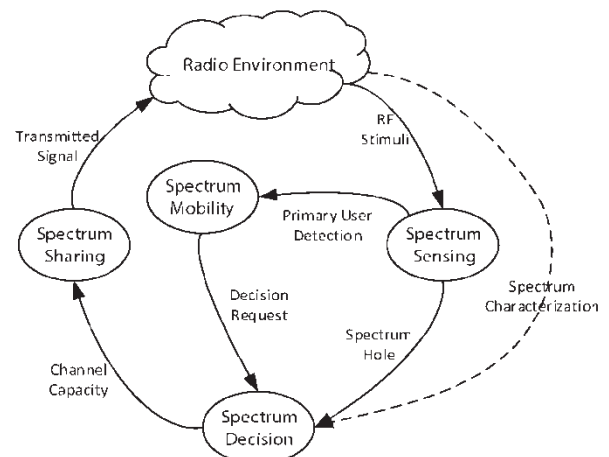 Radio Environment
Transmitted
Signal
RF
Stimuli
Spectrum
Mobility
Primary User
Detection
Spectrum
Sharing
Spectrum
Sensing
Decision
Request
Spectrum
Characterization
Spectrum
Hole
Channel
Capacity
Spectrum
Decision